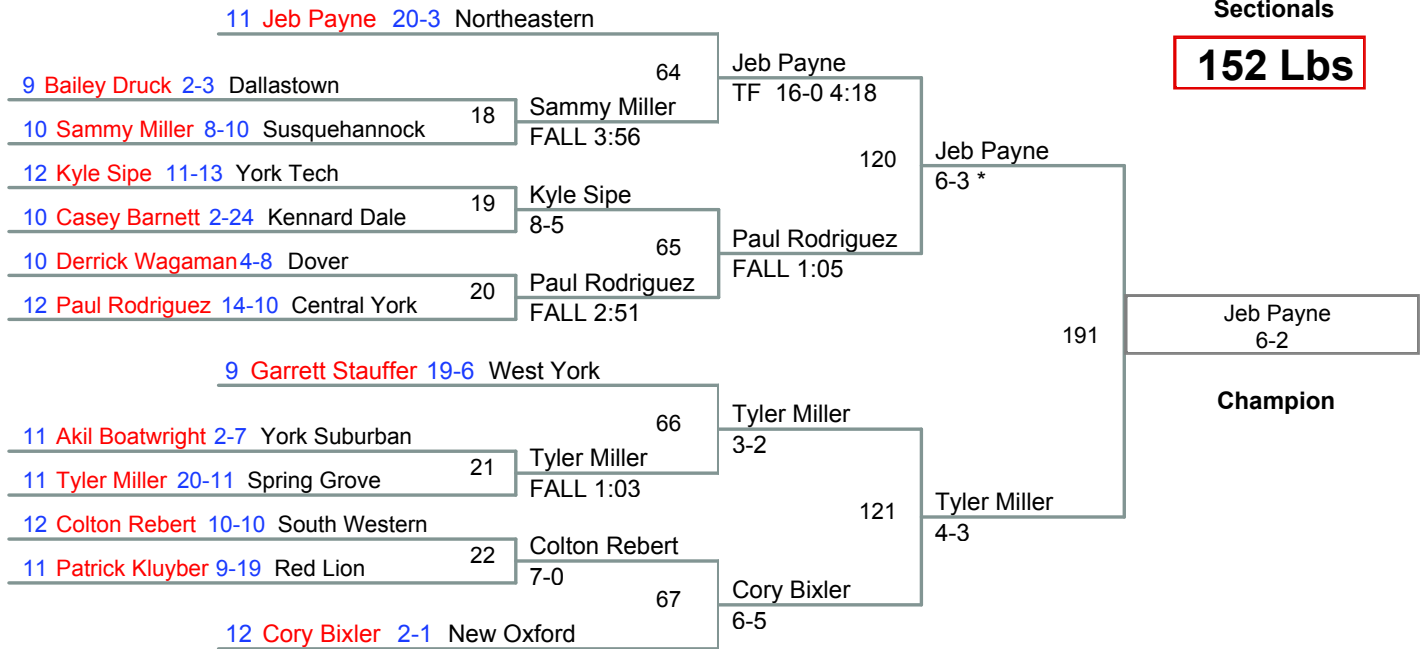 Sectionals
152 Lbs
11 Jeb Payne 20-3 Northeastern
9 Bailey Druck 2-3 Dallastown
10 Sammy Miller 8-10 Susquehannock
12 Kyle Sipe 11-13 York Tech
10 Casey Barnett 2-24 Kennard Dale
10 Derrick Wagaman 4-8 Dover
12 Paul Rodriguez 14-10 Central York
9 Garrett Stauffer 19-6 West York
11 Akil Boatwright 2-7 York Suburban
11 Tyler Miller 20-11 Spring Grove
12 Colton Rebert 10-10 South Western
11 Patrick Kluyber 9-19 Red Lion
12 Cory Bixler 2-1 New Oxford
18
Sammy Miller
FALL 3:56
19
Kyle Sipe
8-5
20
Paul Rodriguez
FALL 2:51
21
Tyler Miller
FALL 1:03
22
Colton Rebert
7-0
64
Jeb Payne
TF 16-0 4:18
65
Paul Rodriguez
FALL 1:05
66
Tyler Miller
3-2
67
Cory Bixler
6-5
120
Jeb Payne
6-3 *
121
Tyler Miller
4-3
191
Jeb Payne
6-2
Champion